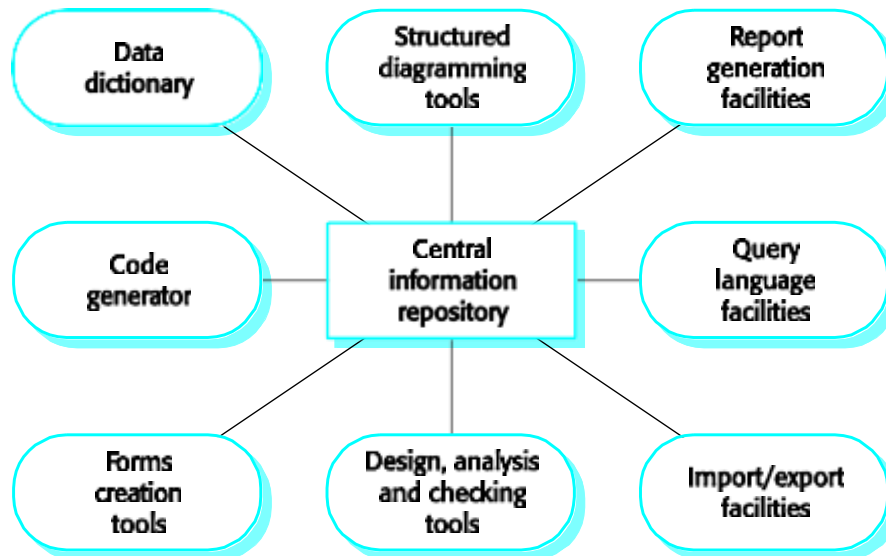 Data
dictionary
Structured
diagramming
tools
Report
generation
facilities
Code
generator
Central
information
repository
Query
language
facilities
Forms
creation
tools
Design, analysis
and checking
tools
Import/export
facilities